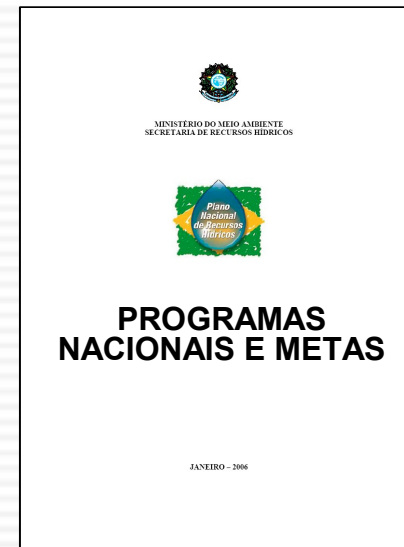 MINISTÉRIO DO MEIO AMBIENTE
SECRETARIA DE RECURSOS HÍDRICOS
Plano
Nacional
de Recursos
Hídricos
PROGRAMAS
NACIONAIS E METAS
JANEIRO – 2006